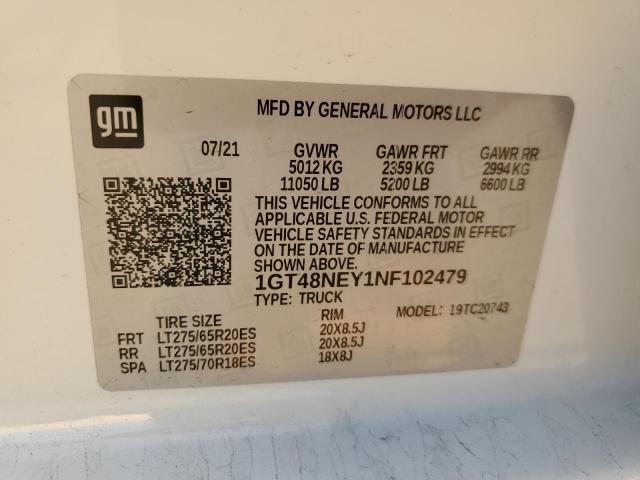 gm
MFD BY GENERAL MOTORS LLC
07/21 GVWR GAWR FRT GAWR RR
5012 KG 2359 KG 2994 KG
11050 LB 5200 LB 6600 LB
THIS VEHICLE CONFORMS TO ALL
APPLICABLE U.S. FEDERAL MOTOR
VEHICLE SAFETY STANDARDS IN EFFECT
ON THE DATE OF MANUFACTURE
SHOWN ABOVE.
1GT48NEY1NF102479
TYPE: TRUCK MODEL: 19TC20743
TIRE SIZE RIM
FRT LT275/65R20ES 20X8.5J
RR LT275/65R20ES 20X8.5J
SPA LT275/70R18ES 18X8J